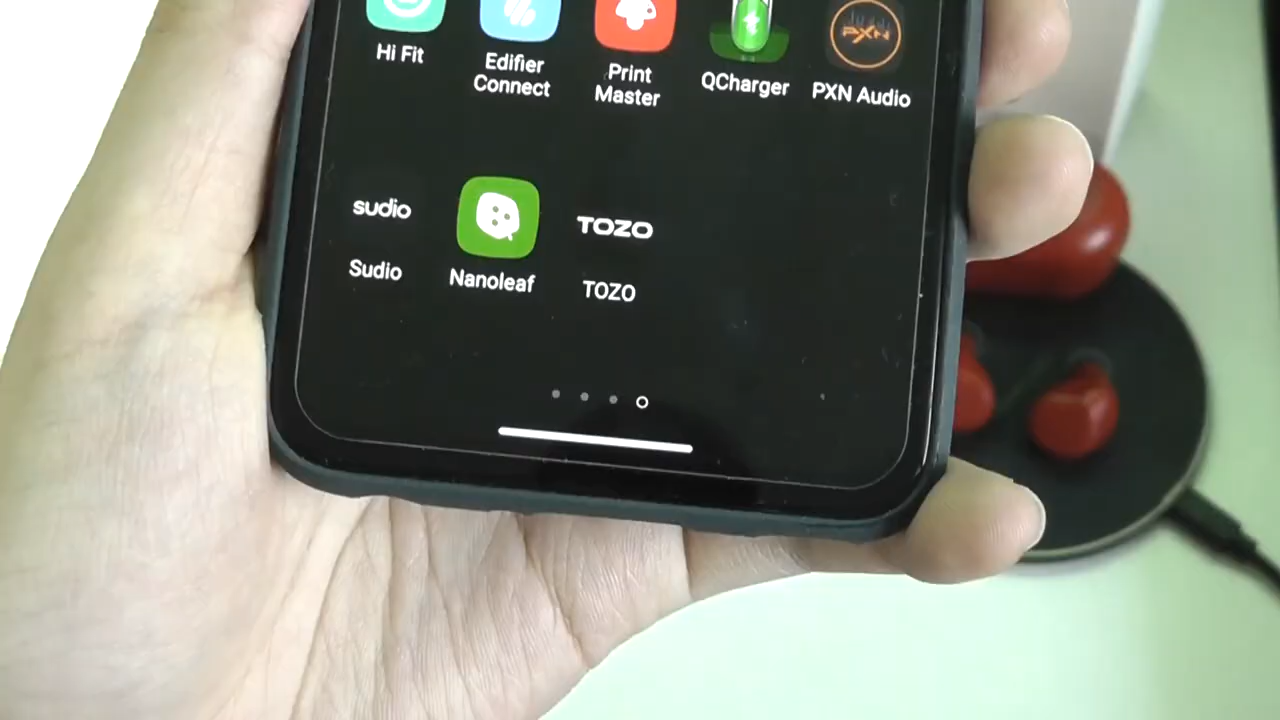 PXN
Hi Fit
Edifier
Connect
Print
Master
QCharger
PXN Audio
sudio
TOZO
Sudio
Nanoleaf
TOZO